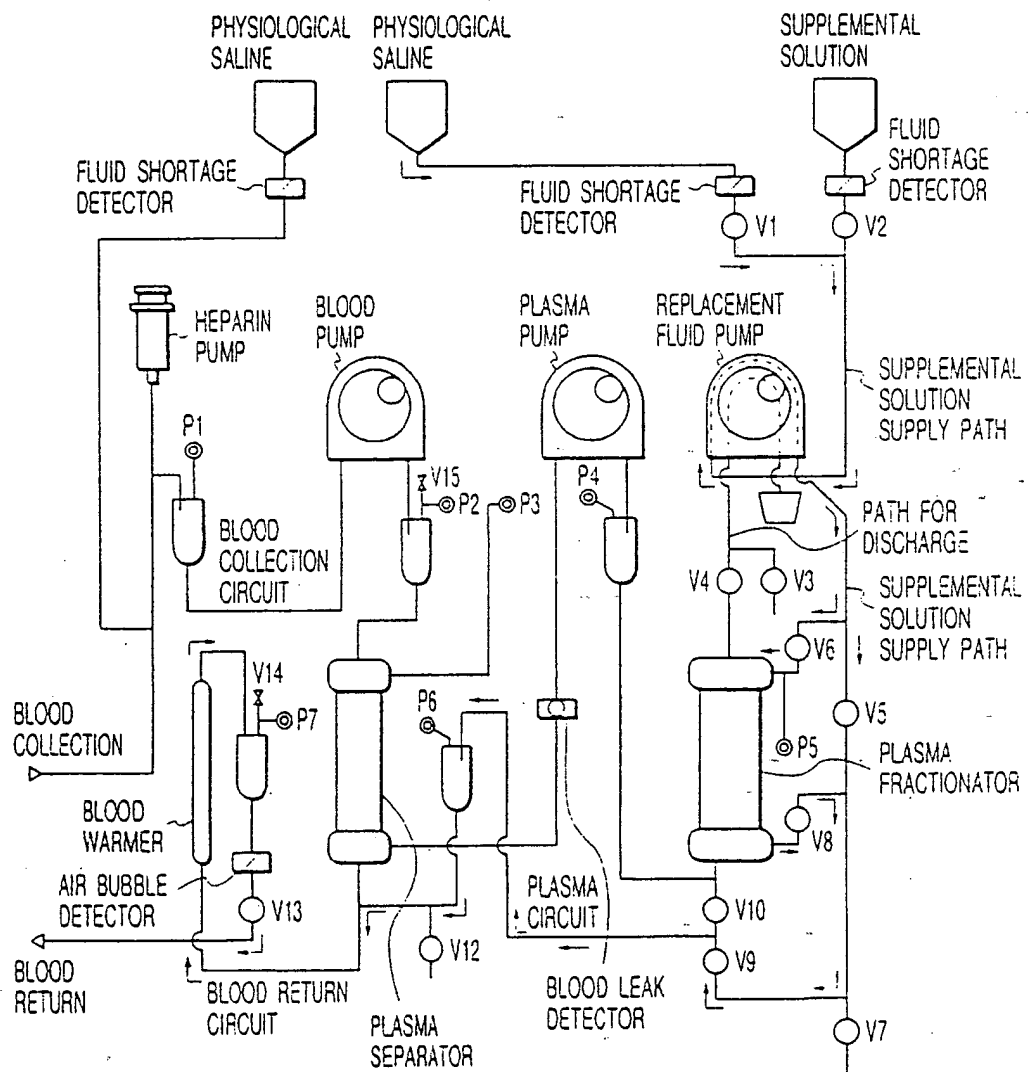 PHYSIOLOGICAL
SALINE
PHYSIOLOGICAL
SALINE
SUPPLEMENTAL
SOLUTION
FLUID SHORTAGE
DETECTOR
FLUID SHORTAGE
DETECTOR
FLUID
SHORTAGE
DETECTOR
V1
V2
HEPARIN
PUMP
BLOOD
PUMP
PLASMA
PUMP
REPLACEMENT
FLUID PUMP
SUPPLEMENTAL
SOLUTION
SUPPLY PATH
P1
V15
P2
P3
P4
BLOOD
COLLECTION
CIRCUIT
PATH FOR
DISCHARGE
V4
V3
SUPPLEMENTAL
SOLUTION
SUPPLY PATH
V6
V14
P7
P6
V5
P5
BLOOD
COLLECTION
PLASMA
FRACTIONATOR
BLOOD
WARMER
V8
AIR BUBBLE
DETECTOR
V13
PLASMA
CIRCUIT
V10
V12
V9
BLOOD
RETURN
BLOOD RETURN
CIRCUIT
PLASMA
SEPARATOR
BLOOD LEAK
DETECTOR
V7